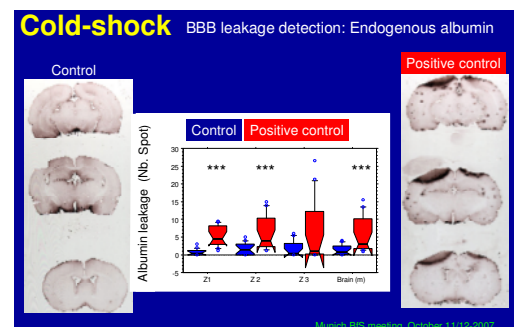 Cold-shock BBB leakage detection: Endogenous albumin
Control
Positive control
Control Positive control
Albumin leakage (Nb. Spot)
30
25
20
15
10
5
0
-5
*** *** ***
Z1 Z 2 Z 3 Brain (m)
Munich BfS meeting, October 11/12-2007